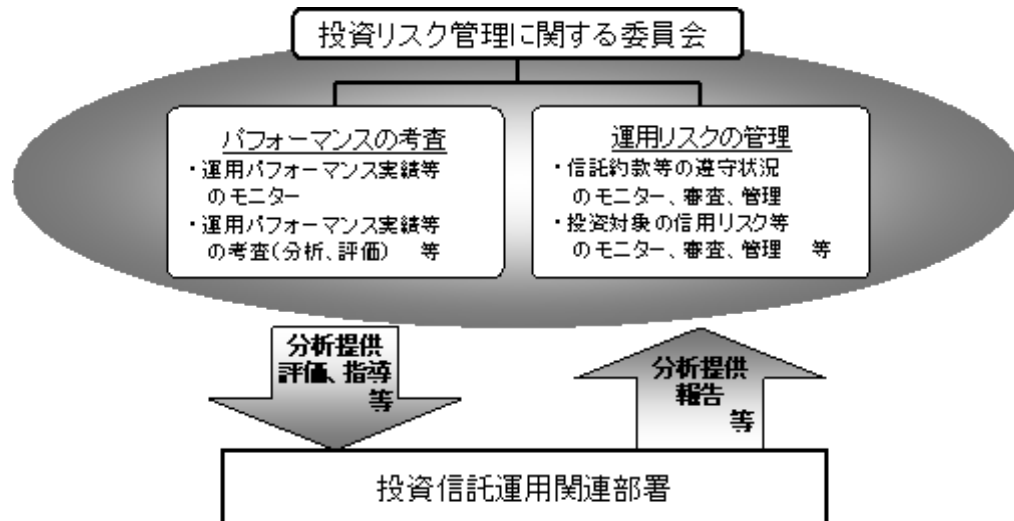 投資リスク管理に関する委員会
パフォーマンスの考査
・運用パフォーマンス実績等
のモニター
・運用パフォーマンス実績等
の考査(分析、評価) 等
運用リスクの管理
・信託約款等の遵守状況
のモニター、審査、管理
・投資対象の信用リスク等
のモニター、審査、管理 等
分析提供
評価、指導
等
分析提供
報告
等
投資信託運用関連部署